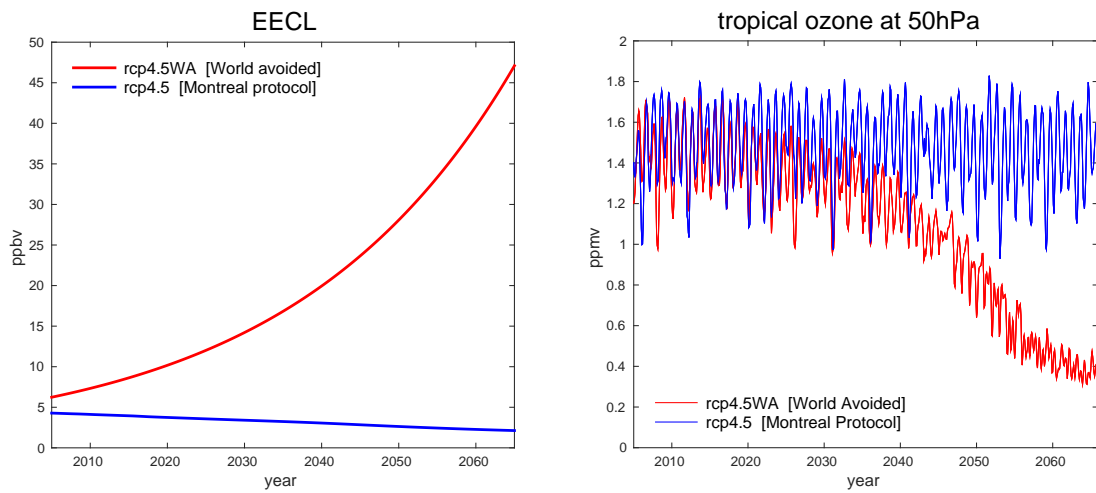 EECL
50
45
40
35
30
25
20
15
10
5
0
ppbv
rcp4.5WA [World avoided]
rcp4.5 [Montreal protocol]
2010 2020 2030 2040 2050 2060
year
tropical ozone at 50hPa
2
1.8
1.6
1.4
1.2
1
0.8
0.6
0.4
0.2
0
ppmv
rcp4.5WA [World Avoided]
rcp4.5 [Montreal Protocol]
2010 2020 2030 2040 2050 2060
year